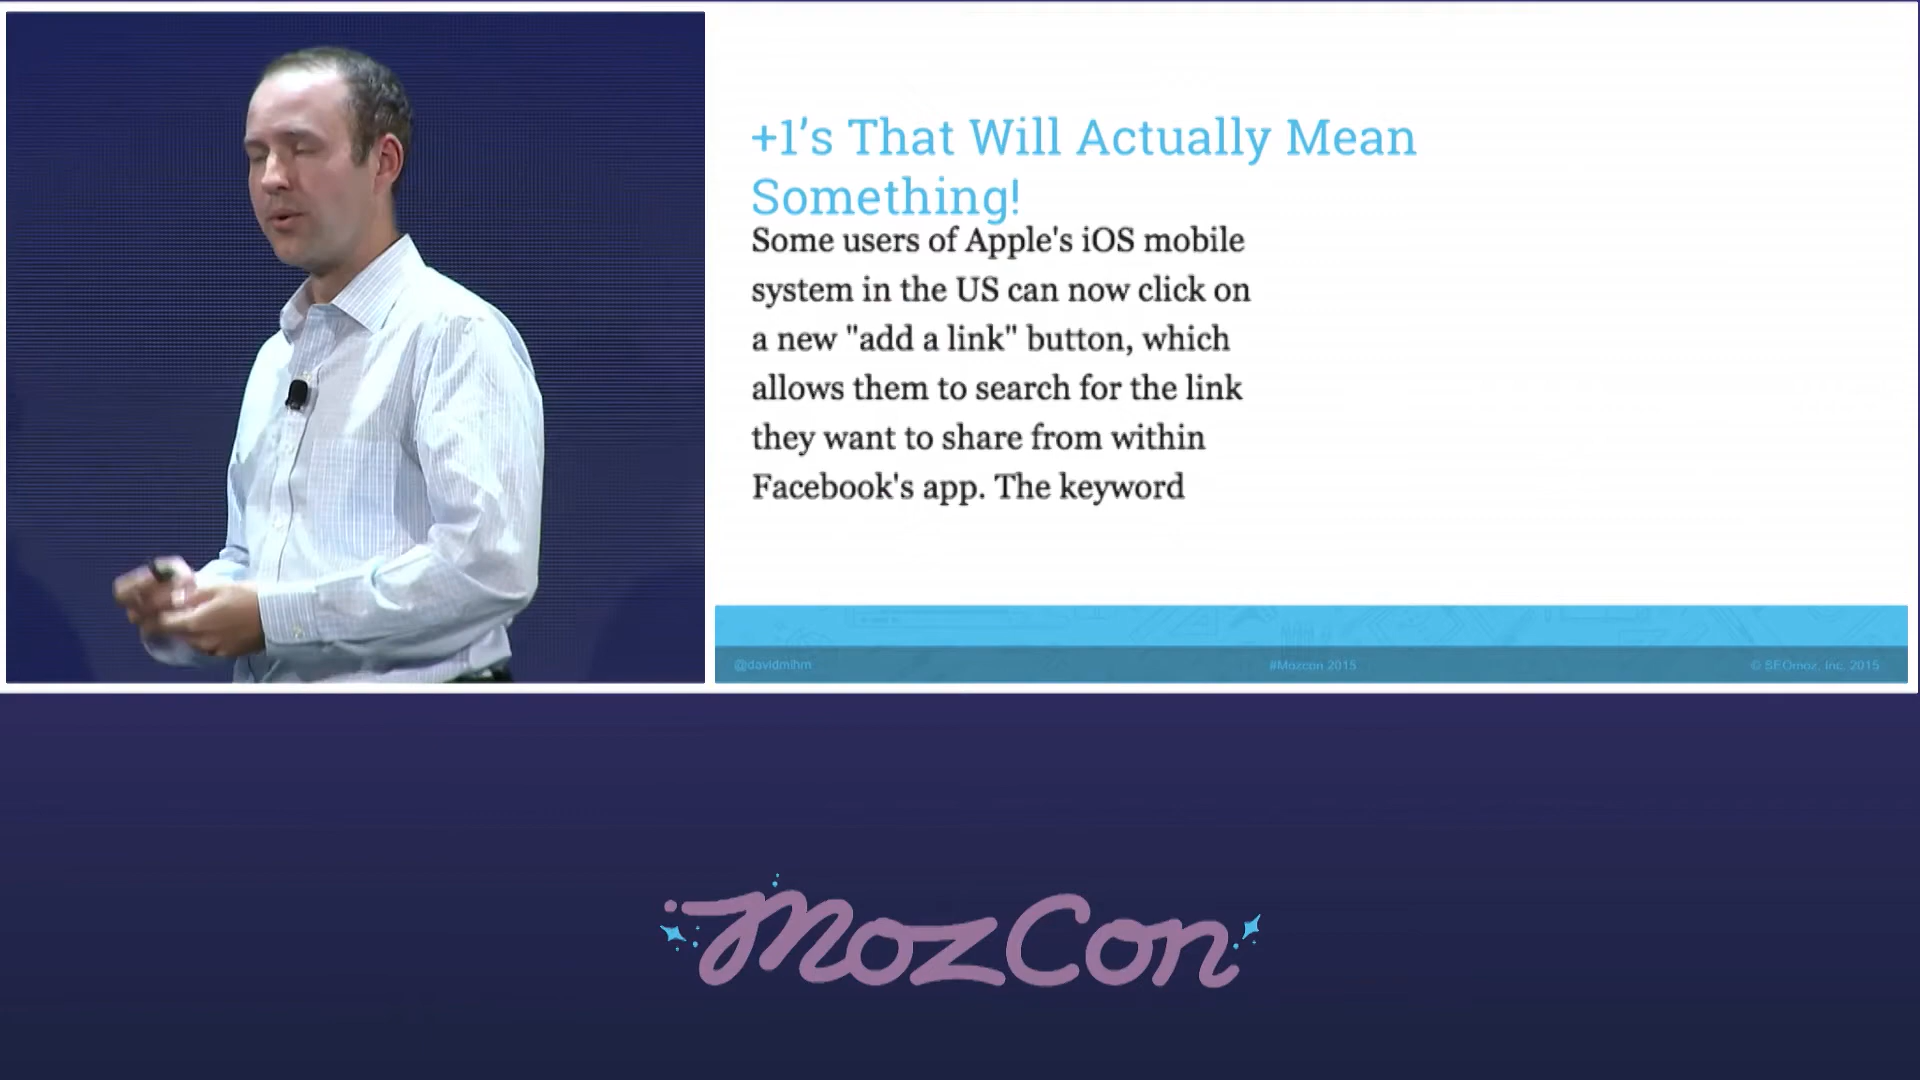 +1's That Will Actually Mean
Something!
Some users of Apple's iOS mobile
system in the US can now click on
a new "add a link" button, which
allows them to search for the link
they want to share from within
Facebook's app. The keyword
@davidmihm
#Mozcon 2015
© SEOmoz, Inc. 2015
MozCon